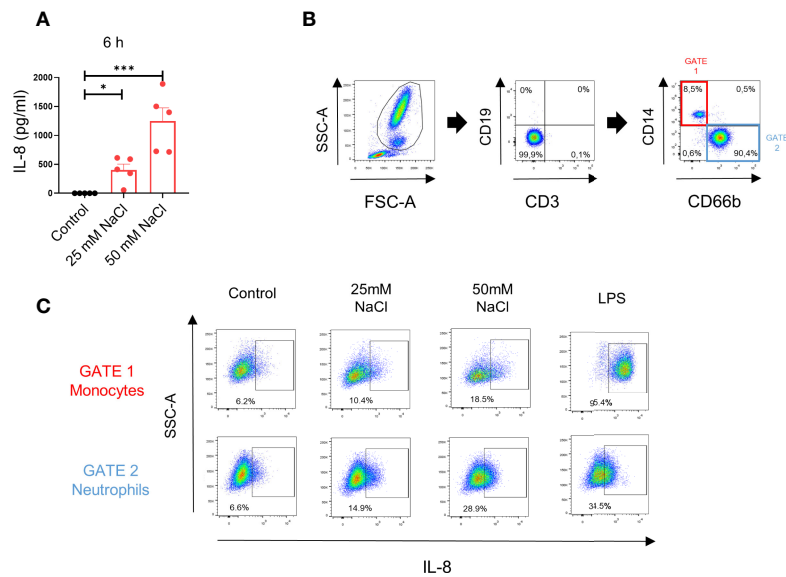 A
6 h
***
*
2000
1500
1000
500
0
IL-8 (pg/ml)
Control
25 mM NaCl
50 mM NaCl
B
SSC-A
FSC-A
CD19
0%
0%
99,9%
0,1%
CD3
GATE
1
CD14
8,5%
0,5%
GATE
2
0,6%
90,4%
CD66b
C
Control
25mM
NaCl
50mM
NaCl
LPS
GATE 1
Monocytes
6.2%
10.4%
18.5%
95.4%
SSC-A
GATE 2
Neutrophils
6.6%
14.9%
28.9%
34.5%
IL-8